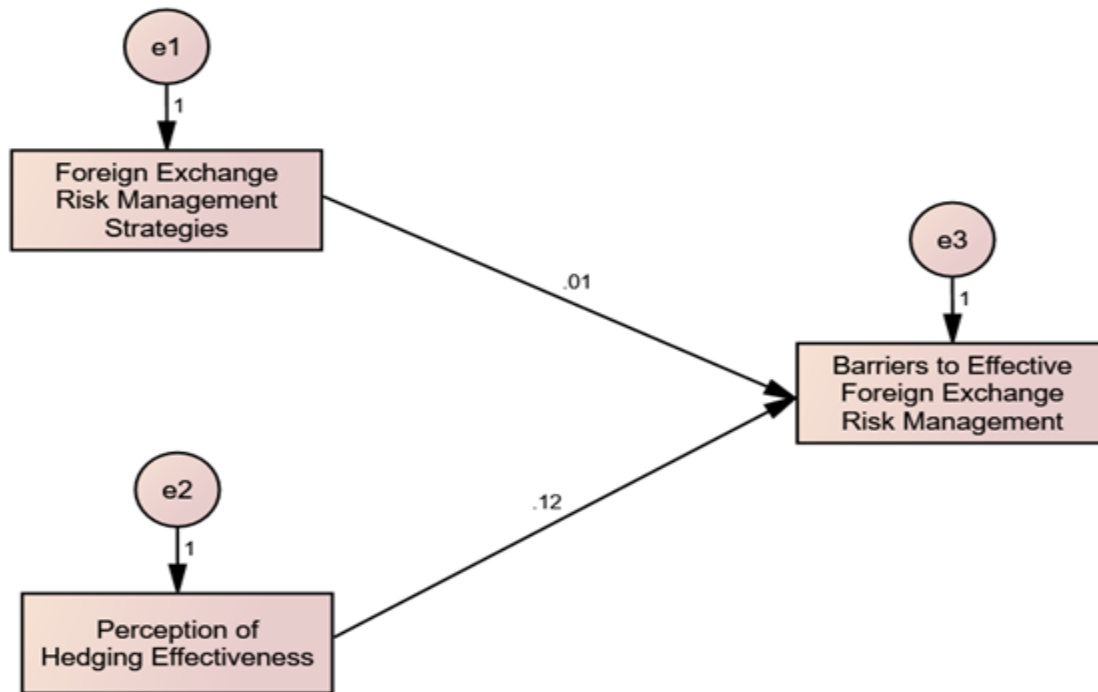 e1
1
Foreign Exchange
Risk Management
Strategies
e3
.01
1
Barriers to Effective
Foreign Exchange
Risk Management
e2
.12
1
Perception of
Hedging Effectiveness